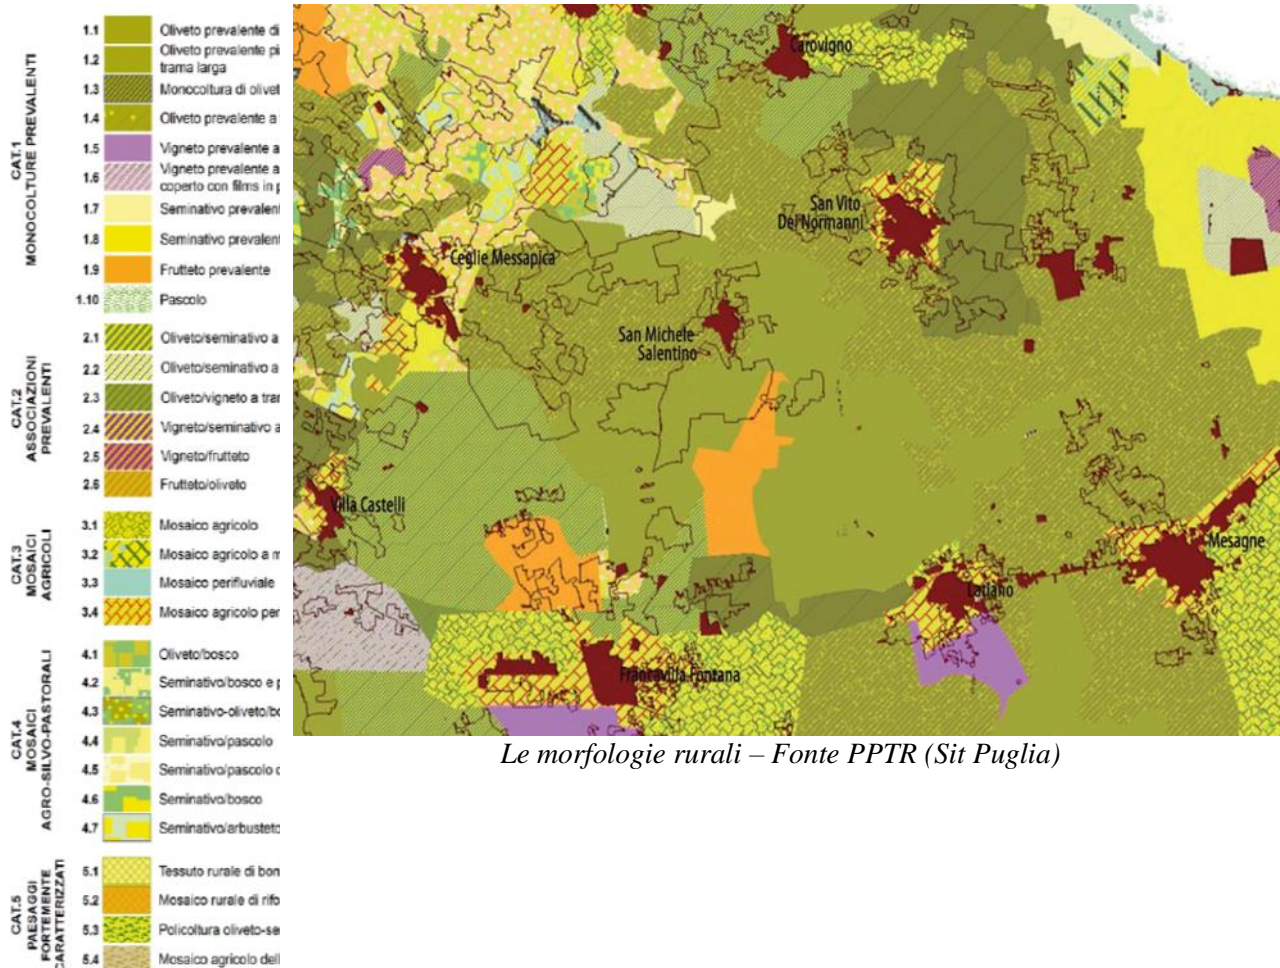 CAT.1
MONOCOLTURE PREVALENTI
1.1 Oliveto prevalente di
1.2 Oliveto prevalente pi
trama larga
1.3 Monocoltura di olivet
1.4 Oliveto prevalente a
1.5 Vigneto prevalente a
1.6 Vigneto prevalente a
coperto con films in p
1.7 Seminativo prevalent
1.8 Seminativo prevalent
1.9 Frutteto prevalente
1.10 Pascolo
CAT.2
ASSOCIAZIONI
PREVALENTI
2.1 Oliveto/seminativo a
2.2 Oliveto/seminativo a
2.3 Oliveto/vigneto a tra
2.4 Vigneto/seminativo a
2.5 Vigneto/frutteto
2.6 Frutteto/oliveto
CAT.3
MOSAICI
AGRICOLI
3.1 Mosaico agricolo
3.2 Mosaico agricolo a m
3.3 Mosaico perifluviale
3.4 Mosaico agricolo per
CAT.4
MOSAICI
AGRO-SILVO-PASTORALI
4.1 Oliveto/bosco
4.2 Seminativo/bosco e p
4.3 Seminativo-oliveto/bo
4.4 Seminativo/pascolo
4.5 Seminativo/pascolo c
4.6 Seminativo/bosco
4.7 Seminativo/arbusteto
CAT.5
PAESAGGI
FORTEMENTE
CARATTERIZZATI
5.1 Tessuto rurale di bon
5.2 Mosaico rurale di rifo
5.3 Policoltura oliveto-se
5.4 Mosaico agricolo del
Carovigno
San Vito
Dei Normanni
Ceglie Messapica
San Michele
Salentino
Villa Castelli
Mesagne
Latiano
Francavilla Fontana
Le morfologie rurali – Fonte PPTR (Sit Puglia)